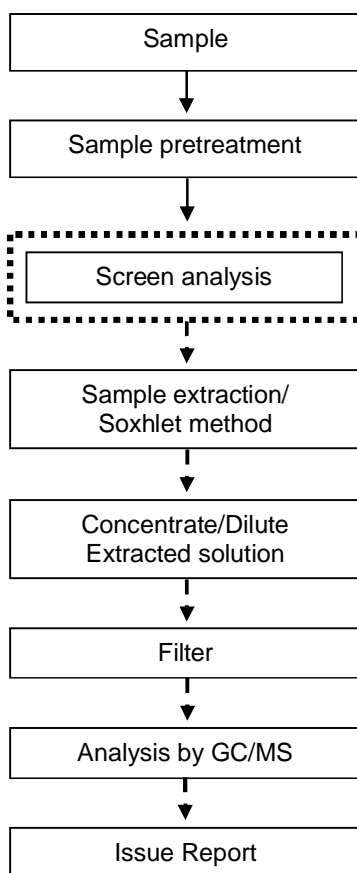 Sample
Sample pretreatment
Screen analysis
Sample extraction/
Soxhlet method
Concentrate/Dilute
Extracted solution
Filter
Analysis by GC/MS
Issue Report